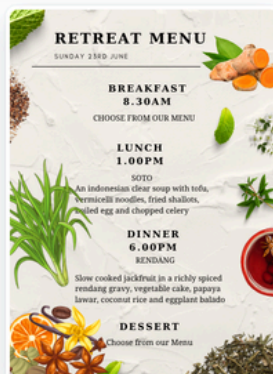 RETREAT MENU
SUNDAY 23RD JUNE
BREAKFAST
8.30AM
CHOOSE FROM OUR MENU
LUNCH
1.00PM
SOTO
An indonesian clear soup with tofu,
vermicelli noodles, fried shallots,
boiled egg and chopped celery
DINNER
6.00PM
RENDANG
Slow cooked jackfruit in a richly spiced
rendang gravy, vegetable cake, papaya
lawar, coconut rice and eggplant balado
DESSERT
Choose from our Menu